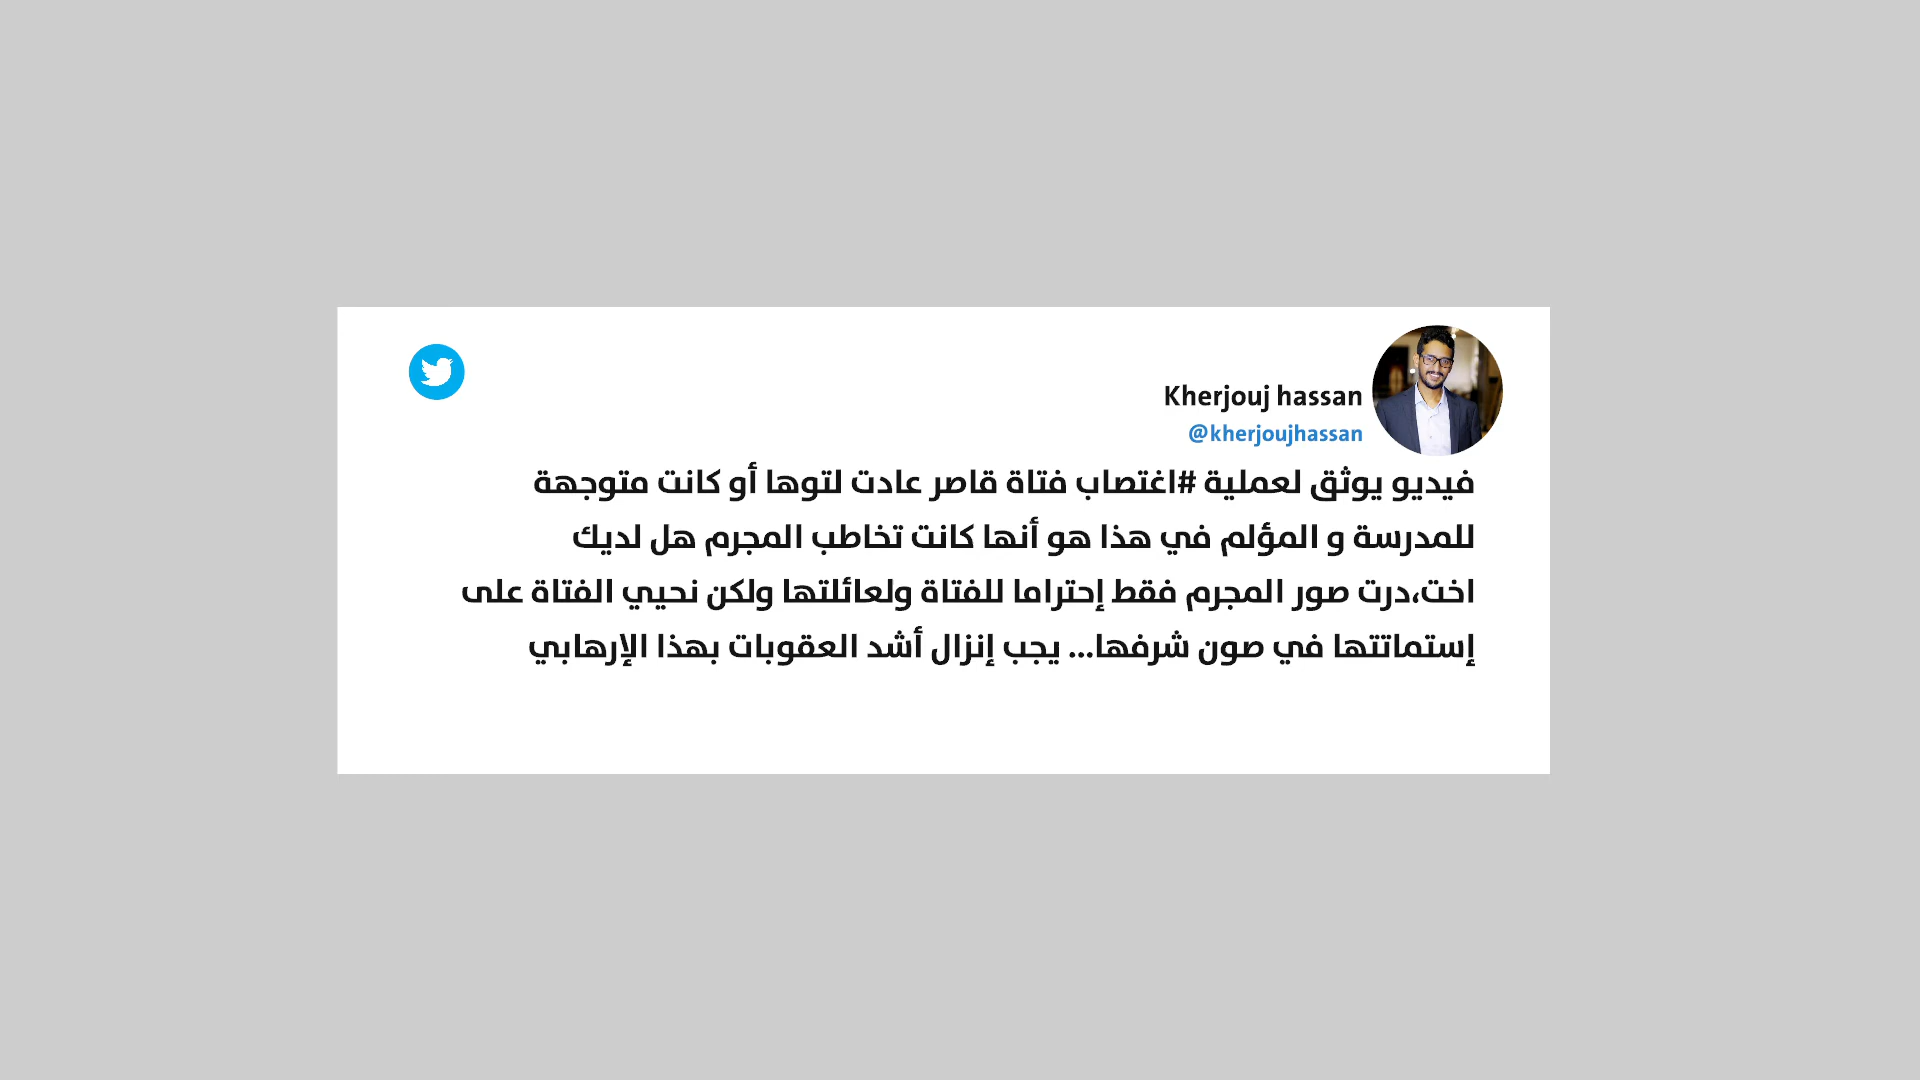 Kherjouj hassan
@kherjoujhassan
فيديو يوثق لعملية #اغتصاب فتاة قاصر عادت لتوها أو كانت متوجهة
للمدرسة و المؤلم في هذا هو أنها كانت تخاطب المجرم هل لديك
اخت،درت صور المجرم فقط إحتراما للفتاة ولعائلتها ولكن نحيي الفتاة على
إستماتتها في صون شرفها... يجب إنزال أشد العقوبات بهذا الإرهابي